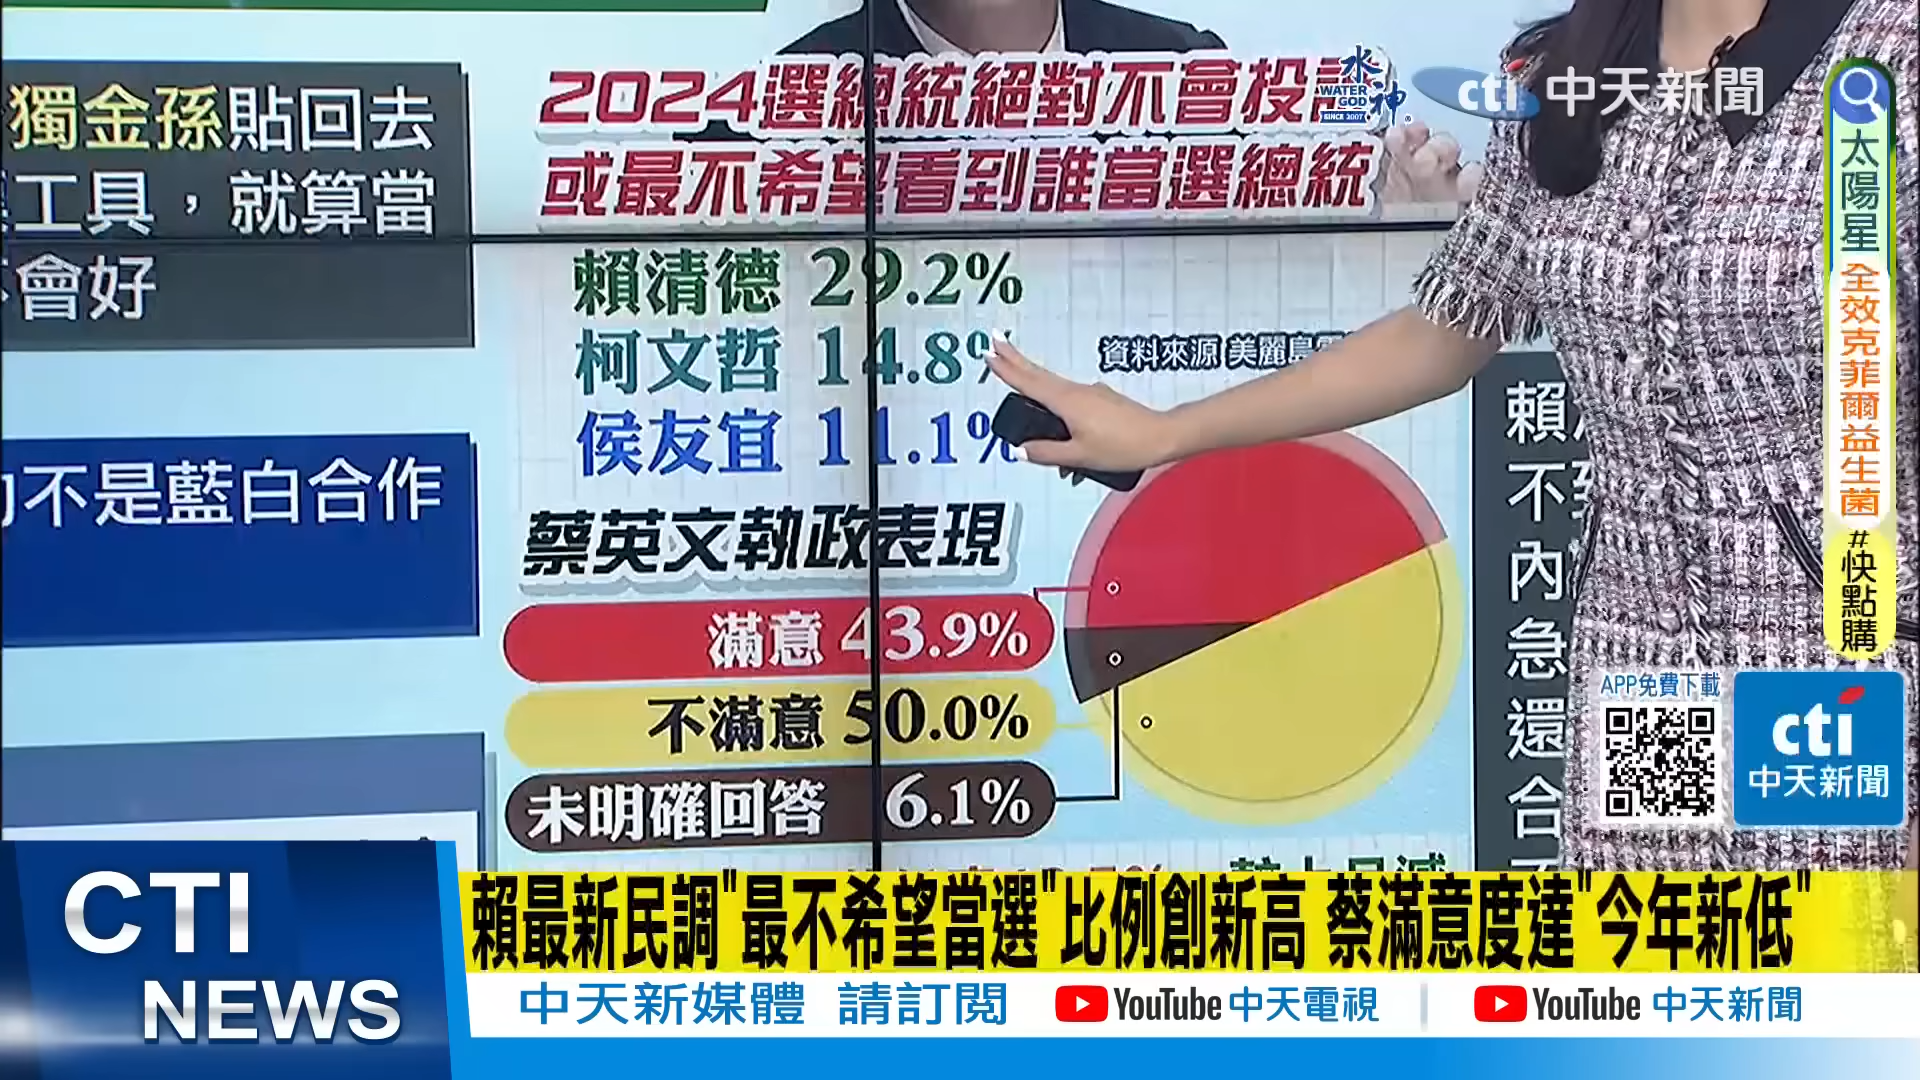 獨金孫貼回去
工具，就算當
會好
不是藍白合作
2024選總統絕對不會投
或最不希望看到誰當選總統
賴清德 29.2%
柯文哲 14.8%
侯友宜 11.1%
資料來源 美麗島
蔡英文執政表現
滿意 43.9%
不滿意 50.0%
未明確回答 6.1%
賴
不
內
急
還
合
水神
WATER GOD
SINCE 2007
cti 中天新聞
太陽星
全效克菲爾益生菌
#快點購
APP免費下載
cti
中天新聞
CTI
NEWS
賴最新民調"最不希望當選"比例創新高 蔡滿意度達"今年新低"
中天新媒體 請訂閱 YouTube 中天電視 | YouTube 中天新聞